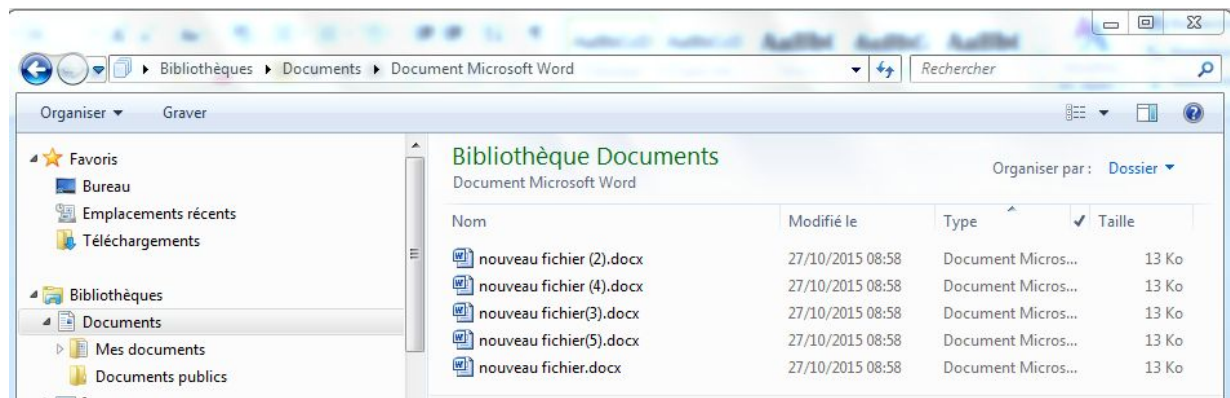 Bibliothèques ▸ Documents ▸ Document Microsoft Word Rechercher
Organiser Graver
Favoris
Bureau
Emplacements récents
Téléchargements
Bibliothèques
Documents
Mes documents
Documents publics
Bibliothèque Documents
Document Microsoft Word
Organiser par : Dossier
Nom Modifié le Type Taille
nouveau fichier (2).docx 27/10/2015 08:58 Document Micros... 13 Ko
nouveau fichier (4).docx 27/10/2015 08:58 Document Micros... 13 Ko
nouveau fichier(3).docx 27/10/2015 08:58 Document Micros... 13 Ko
nouveau fichier(5).docx 27/10/2015 08:58 Document Micros... 13 Ko
nouveau fichier.docx 27/10/2015 08:58 Document Micros... 13 Ko